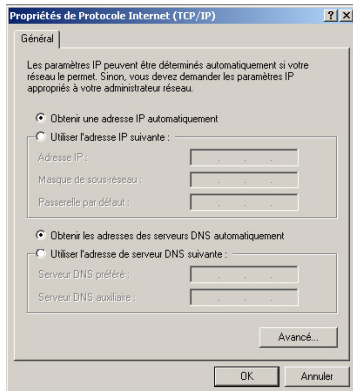 Propriétés de Protocole Internet (TCP/IP)
Général
Les paramètres IP peuvent être déterminés automatiquement si votre
réseau le permet. Sinon, vous devez demander les paramètres IP
appropriés à votre administrateur réseau.
Obtenir une adresse IP automatiquement
Utiliser l'adresse IP suivante :
Adresse IP :
Masque de sous-réseau :
Passerelle par défaut :
Obtenir les adresses des serveurs DNS automatiquement
Utiliser l'adresse de serveur DNS suivante :
Serveur DNS préféré :
Serveur DNS auxiliaire :
Avancé...
OK
Annuler